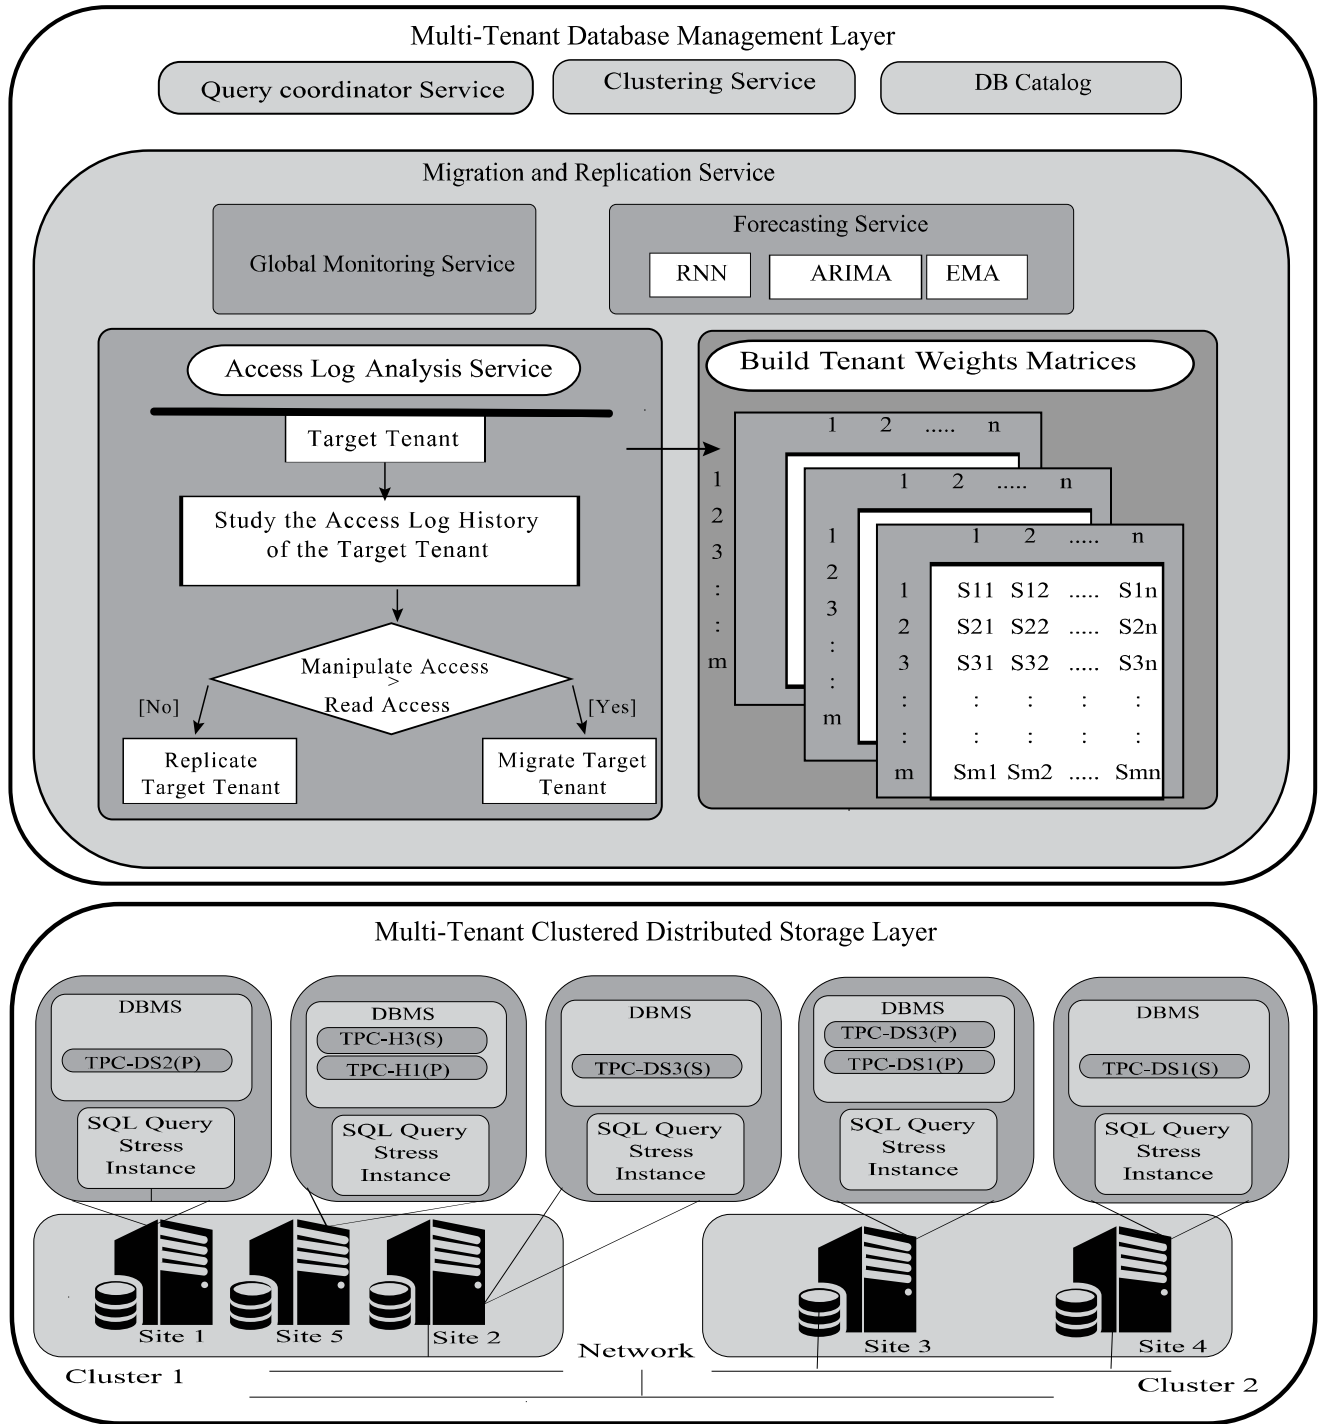 Multi-Tenant Database Management Layer
Query coordinator Service
Clustering Service
DB Catalog
Migration and Replication Service
Global Monitoring Service
Forecasting Service
RNN
ARIMA
EMA
Access Log Analysis Service
Target Tenant
Study the Access Log History
of the Target Tenant
Manipulate Access
>
Read Access
[No]
[Yes]
Replicate
Target Tenant
Migrate Target
Tenant
Build Tenant Weights Matrices
1 2 ..... n
1
2
3
:
:
m
1 2 ..... n
1
2
3
:
:
m
1 2 ..... n
1 S11 S12 ..... S1n
2 S21 S22 ..... S2n
3 S31 S32 ..... S3n
: : : : :
: : : : :
m Sm1 Sm2 ..... Smn
Multi-Tenant Clustered Distributed Storage Layer
DBMS
TPC-DS2(P)
SQL Query
Stress
Instance
DBMS
TPC-H3(S)
TPC-H1(P)
SQL Query
Stress
Instance
DBMS
TPC-DS3(S)
SQL Query
Stress
Instance
DBMS
TPC-DS3(P)
TPC-DS1(P)
SQL Query
Stress
Instance
DBMS
TPC-DS1(S)
SQL Query
Stress
Instance
Site 1
Site 5
Site 2
Site 3
Site 4
Network
Cluster 1
Cluster 2